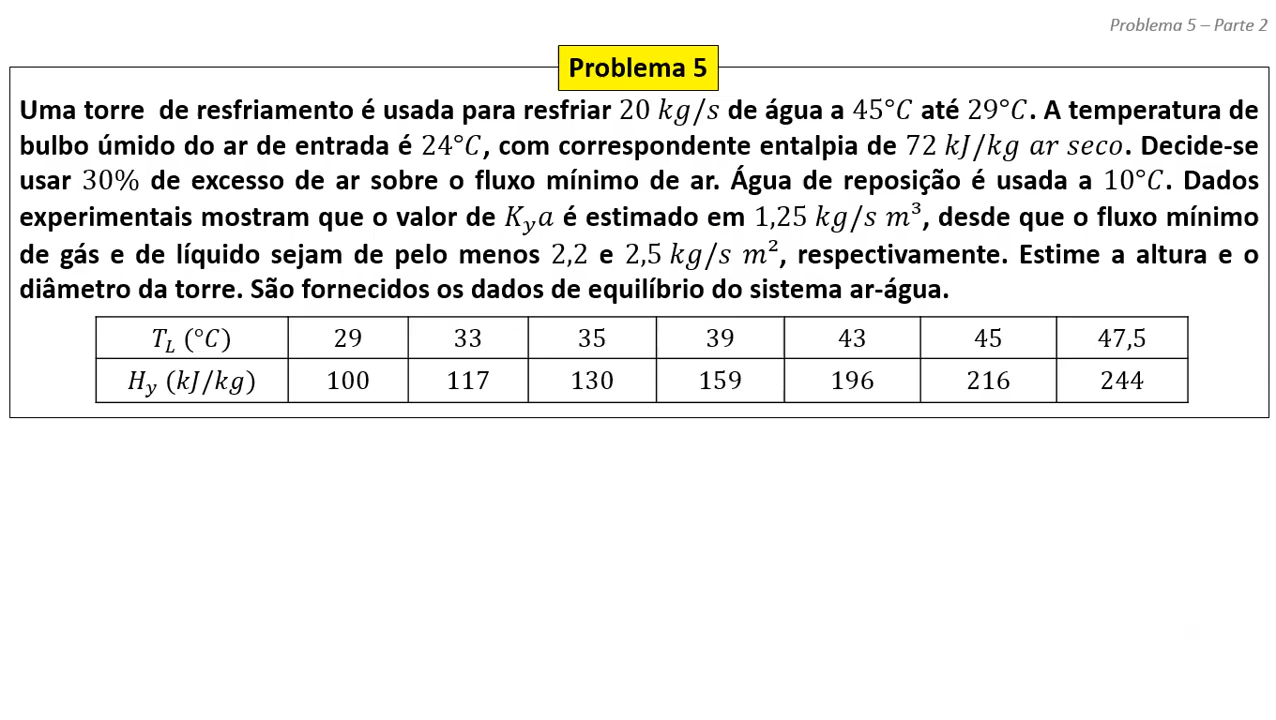 Problema 5 – Parte 2
Problema 5
Uma torre de resfriamento é usada para resfriar 20 kg/s de água a 45°C até 29°C. A temperatura de
bulbo úmido do ar de entrada é 24°C, com correspondente entalpia de 72 kJ/kg ar seco. Decide-se
usar 30% de excesso de ar sobre o fluxo mínimo de ar. Água de reposição é usada a 10°C. Dados
experimentais mostram que o valor de K_y a é estimado em 1,25 kg/s m³, desde que o fluxo mínimo
de gás e de líquido sejam de pelo menos 2,2 e 2,5 kg/s m², respectivamente. Estime a altura e o
diâmetro da torre. São fornecidos os dados de equilíbrio do sistema ar-água.
T_L (°C) 29 33 35 39 43 45 47,5
H_y (kJ/kg) 100 117 130 159 196 216 244